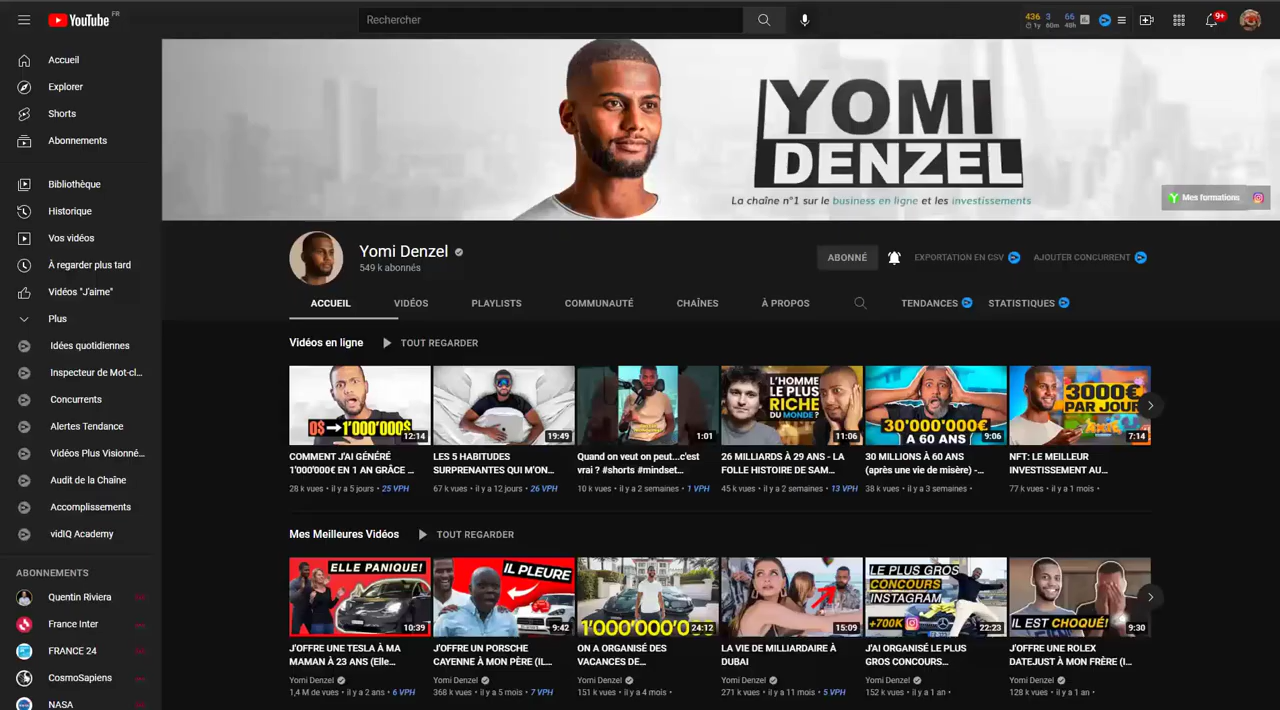 YouTube FR
Rechercher
436 3 66
1y 60m 48h
9+
Accueil
Explorer
Shorts
Abonnements
Bibliothèque
Historique
Vos vidéos
À regarder plus tard
Vidéos "J'aime"
Plus
Idées quotidiennes
Inspecteur de Mot-cl...
Concurrents
Alertes Tendance
Vidéos Plus Visionné...
Audit de la Chaîne
Accomplissements
vidIQ Academy
ABONNEMENTS
Quentin Riviera
France Inter
FRANCE 24
CosmoSapiens
NASA
YOMI
DENZEL
La chaîne n°1 sur le business en ligne et les investissements
Mes formations
Yomi Denzel
549 k abonnés
ABONNÉ
EXPORTATION EN CSV
AJOUTER CONCURRENT
ACCUEIL VIDÉOS PLAYLISTS COMMUNAUTÉ CHAÎNES À PROPOS TENDANCES STATISTIQUES
Vidéos en ligne TOUT REGARDER
0$→1'000'000$
12:14
COMMENT J'AI GÉNÉRÉ
1'000'000€ EN 1 AN GRÂCE ...
28 k vues • il y a 5 jours • 25 VPH
19:49
LES 5 HABITUDES
SURPRENANTES QUI M'ON...
67 k vues • il y a 12 jours • 26 VPH
1:01
Quand on veut on peut...c'est
vrai ? #shorts #mindset...
10 k vues • il y a 2 semaines • 1 VPH
L'HOMME
LE PLUS
RICHE
DU MONDE ?
11:06
26 MILLIARDS À 29 ANS - LA
FOLLE HISTOIRE DE SAM...
45 k vues • il y a 2 semaines • 13 VPH
30'000'000€
A 60 ANS
9:06
30 MILLIONS À 60 ANS
(après une vie de misère) -...
38 k vues • il y a 3 semaines •
3000€
PAR JOUR
7:14
NFT: LE MEILLEUR
INVESTISSEMENT AU...
77 k vues • il y a 1 mois •
Mes Meilleures Vidéos TOUT REGARDER
ELLE PANIQUE!
10:39
J'OFFRE UNE TESLA À MA
MAMAN À 23 ANS (Elle...
Yomi Denzel
1,4 M de vues • il y a 2 ans • 6 VPH
IL PLEURE
9:42
J'OFFRE UN PORSCHE
CAYENNE À MON PÈRE (IL...
Yomi Denzel
368 k vues • il y a 5 mois • 7 VPH
1'000'000
24:12
ON A ORGANISÉ DES
VACANCES DE...
Yomi Denzel
151 k vues • il y a 4 mois •
15:09
LA VIE DE MILLIARDAIRE À
DUBAI
Yomi Denzel
271 k vues • il y a 11 mois • 5 VPH
LE PLUS GROS
CONCOURS
INSTAGRAM
+700K
22:23
J'AI ORGANISÉ LE PLUS
GROS CONCOURS...
Yomi Denzel
152 k vues • il y a 1 an •
IL EST CHOQUÉ!
9:30
J'OFFRE UNE ROLEX
DATEJUST À MON FRÈRE (I...
Yomi Denzel
128 k vues • il y a 1 an •